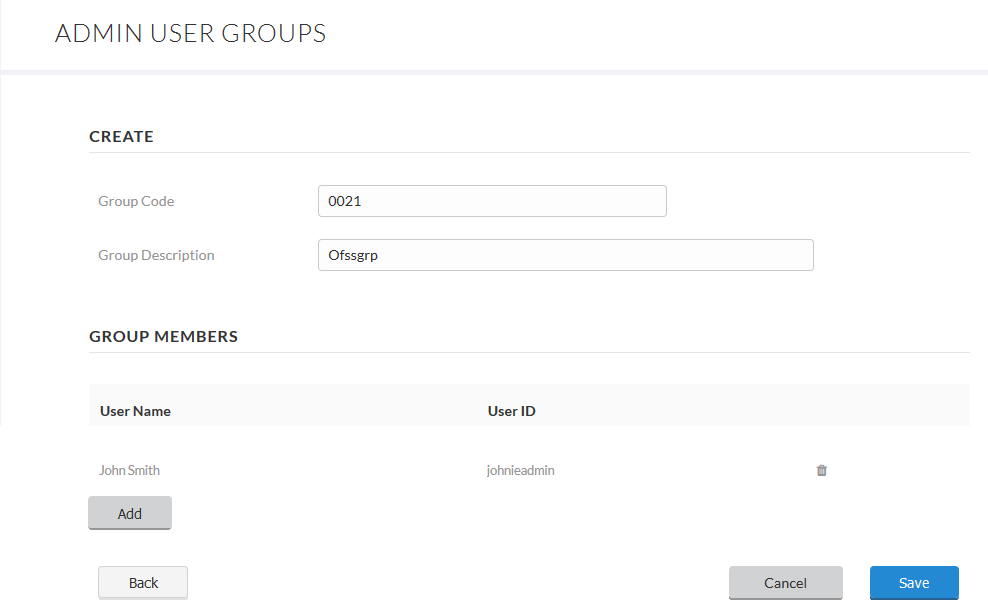 ADMIN USER GROUPS
CREATE
Group Code 0021
Group Description Ofssgrp
GROUP MEMBERS
User Name User ID
John Smith johnieadmin
Add
Back Cancel Save